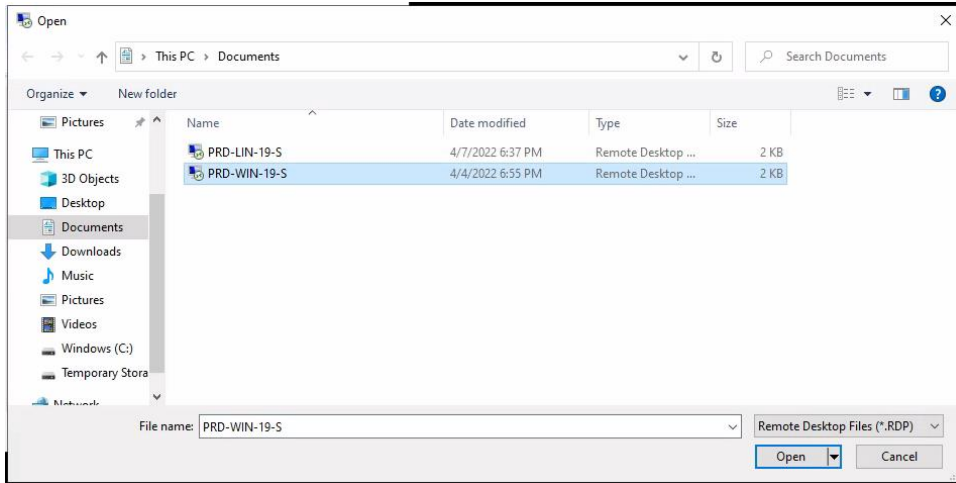 Open
This PC > Documents
Search Documents
Organize
New folder
Pictures
This PC
3D Objects
Desktop
Documents
Downloads
Music
Pictures
Videos
Windows (C:)
Temporary Stora
Network
Name Date modified Type Size
PRD-LIN-19-S 4/7/2022 6:37 PM Remote Desktop ... 2 KB
PRD-WIN-19-S 4/4/2022 6:55 PM Remote Desktop ... 2 KB
File name: PRD-WIN-19-S
Remote Desktop Files (*.RDP)
Open
Cancel